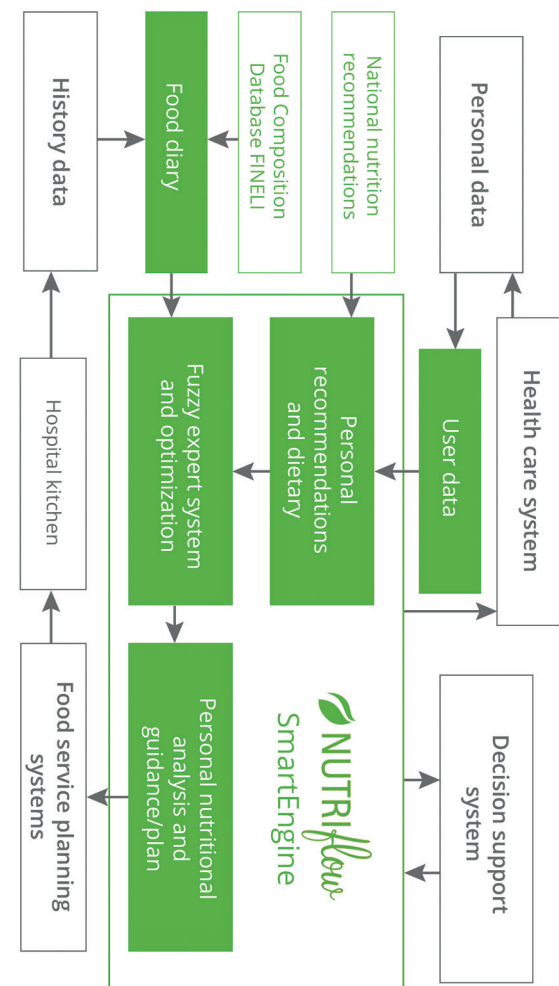 Personal data
Health care system
Decision support
system
User data
National nutrition
recommendations
Personal
recommendations
and dietary
NUTRIflow
SmartEngine
Food Composition
Database FINELI
Food diary
Fuzzy expert system
and optimization
Personal nutritional
analysis and
guidance/plan
History data
Hospital kitchen
Food service planning
systems